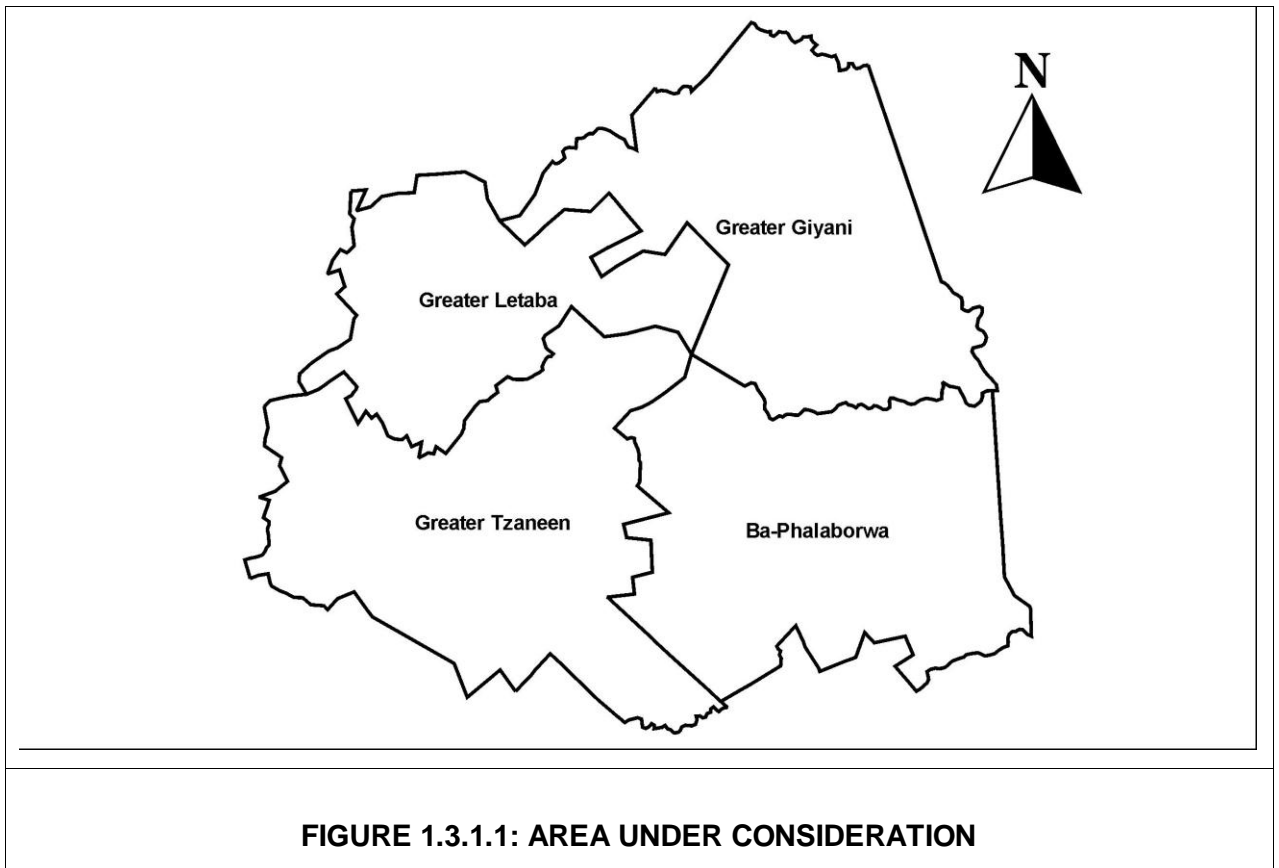 N
Greater Giyani
Greater Letaba
Greater Tzaneen
Ba-Phalaborwa
FIGURE 1.3.1.1: AREA UNDER CONSIDERATION